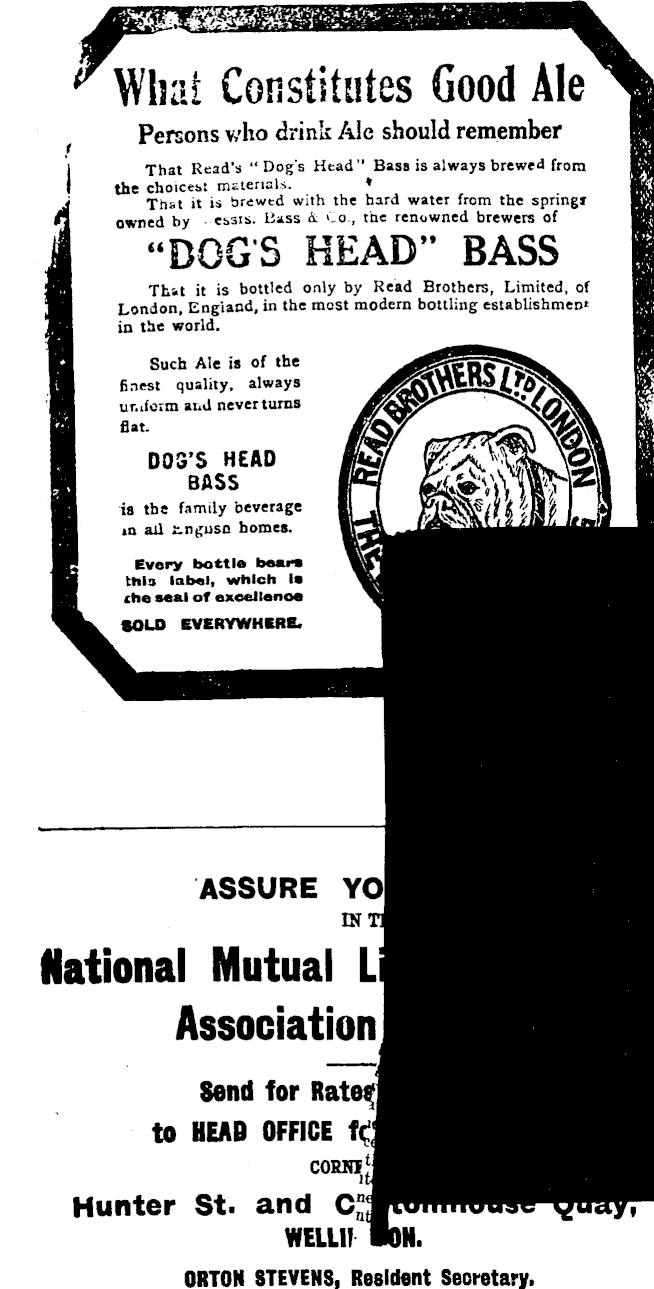 What Constitutes Good Ale
Persons who drink Ale should remember
That Read's "Dog's Head" Bass is always brewed from
the choicest materials.
That it is brewed with the hard water from the springs
owned by essrs. Bass & Co., the renowned brewers of
"DOG'S HEAD" BASS
That it is bottled only by Read Brothers, Limited, of
London, England, in the most modern bottling establishment
in the world.
Such Ale is of the
finest quality, always
uniform and never turns
flat.
DOG'S HEAD
BASS
is the family beverage
in all English homes.
Every bottle bears
this label, which is
the seal of excellence
SOLD EVERYWHERE.
READ BROTHERS LTD. LONDON
THE
ASSURE YO
IN T
National Mutual Li
Association
Send for Rates
to HEAD OFFICE fo
CORNE
Hunter St. and C tomhouse Quay,
WELLI ON.
ORTON STEVENS, Resident Secretary.